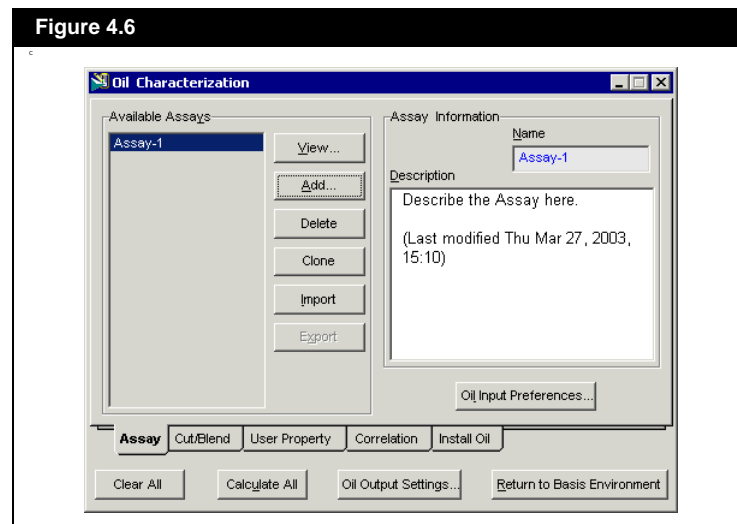 Figure 4.6
c
Oil Characterization
Available Assays
Assay-1
View...
Add...
Delete
Clone
Import
Export
Assay Information
Name
Assay-1
Description
Describe the Assay here.
(Last modified Thu Mar 27, 2003,
15:10)
Oil Input Preferences...
Assay Cut/Blend User Property Correlation Install Oil
Clear All Calculate All Oil Output Settings... Return to Basis Environment